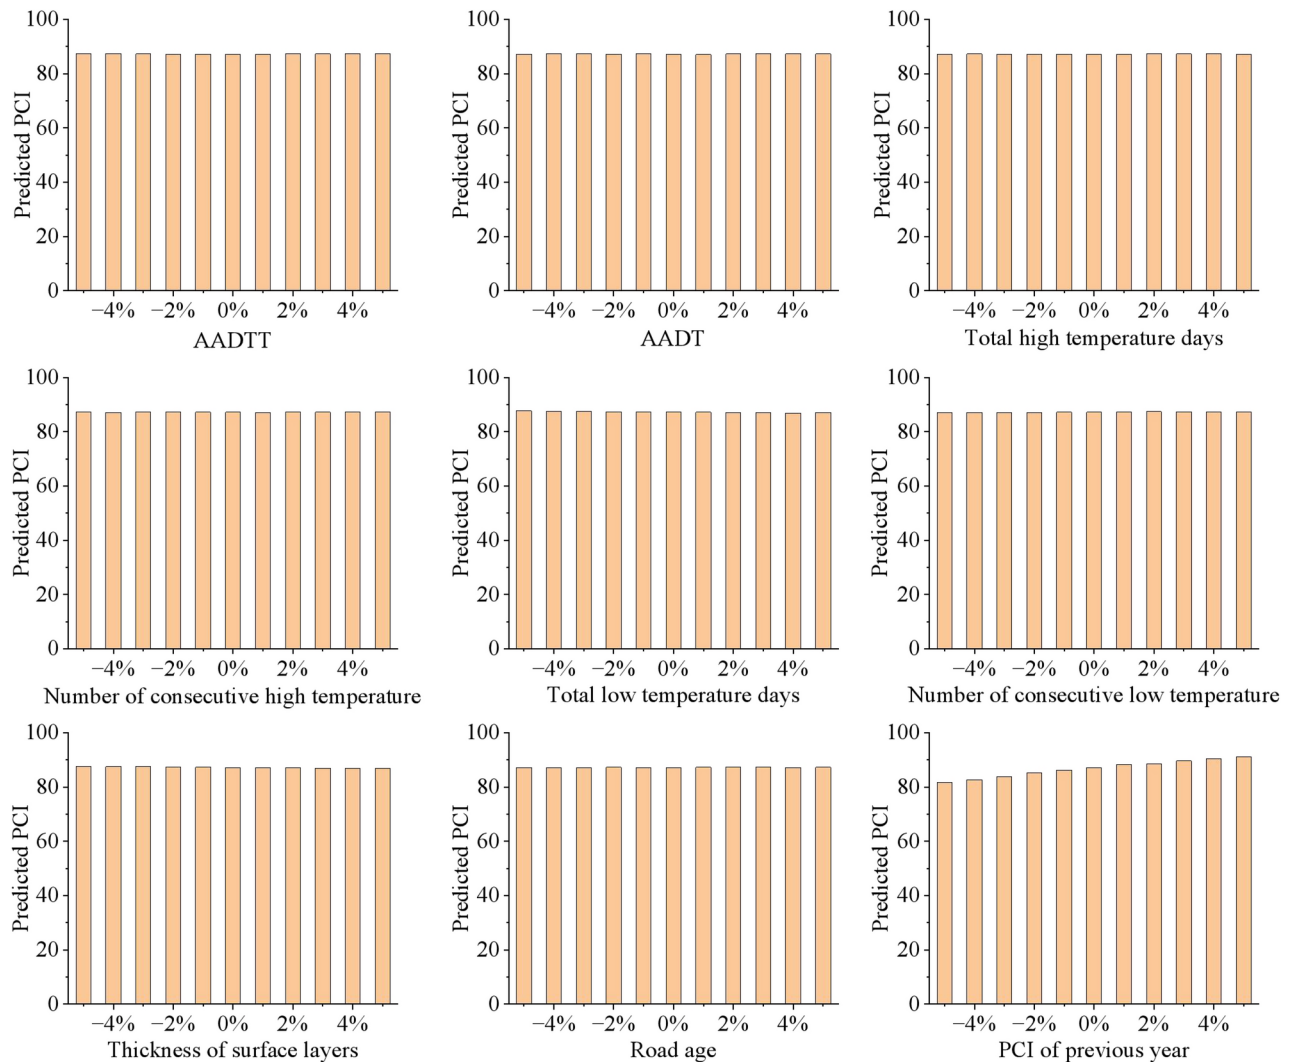 100
80
60
40
20
0
Predicted PCI
−4% −2% 0% 2% 4%
AADTT
100
80
60
40
20
0
Predicted PCI
−4% −2% 0% 2% 4%
AADT
100
80
60
40
20
0
Predicted PCI
−4% −2% 0% 2% 4%
Total high temperature days
100
80
60
40
20
0
Predicted PCI
−4% −2% 0% 2% 4%
Number of consecutive high temperature
100
80
60
40
20
0
Predicted PCI
−4% −2% 0% 2% 4%
Total low temperature days
100
80
60
40
20
0
Predicted PCI
−4% −2% 0% 2% 4%
Number of consecutive low temperature
100
80
60
40
20
0
Predicted PCI
−4% −2% 0% 2% 4%
Thickness of surface layers
100
80
60
40
20
0
Predicted PCI
−4% −2% 0% 2% 4%
Road age
100
80
60
40
20
0
Predicted PCI
−4% −2% 0% 2% 4%
PCI of previous year